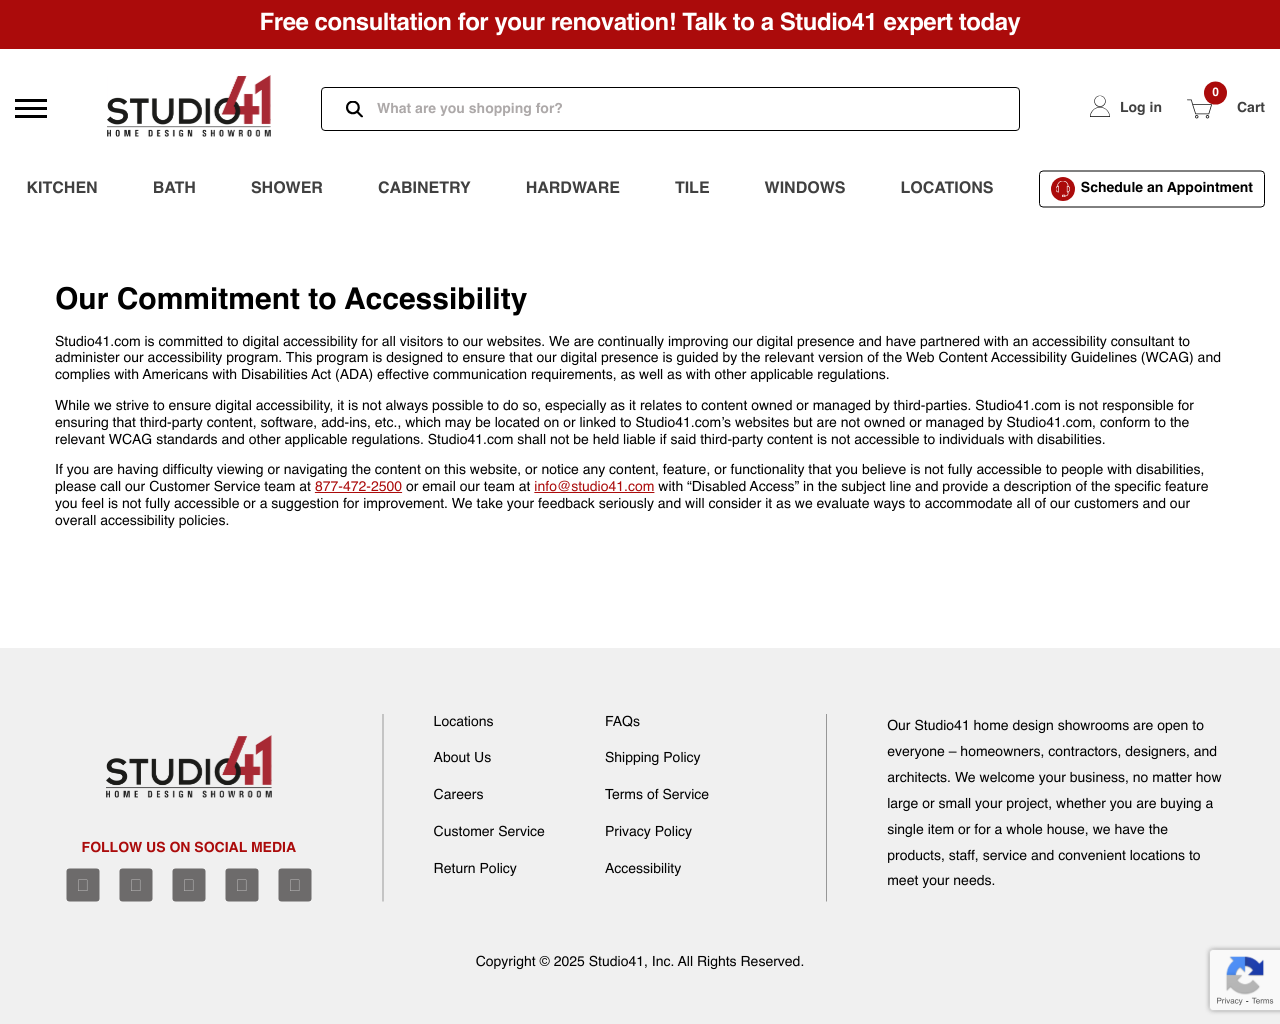 Free consultation for your renovation! Talk to a Studio41 expert today
STUDIO41
HOME DESIGN SHOWROOM
What are you shopping for?
Log in
0
Cart
KITCHEN
BATH
SHOWER
CABINETRY
HARDWARE
TILE
WINDOWS
LOCATIONS
Schedule an Appointment
Our Commitment to Accessibility
Studio41.com is committed to digital accessibility for all visitors to our websites. We are continually improving our digital presence and have partnered with an accessibility consultant to
administer our accessibility program. This program is designed to ensure that our digital presence is guided by the relevant version of the Web Content Accessibility Guidelines (WCAG) and
complies with Americans with Disabilities Act (ADA) effective communication requirements, as well as with other applicable regulations.
While we strive to ensure digital accessibility, it is not always possible to do so, especially as it relates to content owned or managed by third-parties. Studio41.com is not responsible for
ensuring that third-party content, software, add-ins, etc., which may be located on or linked to Studio41.com’s websites but are not owned or managed by Studio41.com, conform to the
relevant WCAG standards and other applicable regulations. Studio41.com shall not be held liable if said third-party content is not accessible to individuals with disabilities.
If you are having difficulty viewing or navigating the content on this website, or notice any content, feature, or functionality that you believe is not fully accessible to people with disabilities,
please call our Customer Service team at 877-472-2500 or email our team at info@studio41.com with “Disabled Access” in the subject line and provide a description of the specific feature
you feel is not fully accessible or a suggestion for improvement. We take your feedback seriously and will consider it as we evaluate ways to accommodate all of our customers and our
overall accessibility policies.
STUDIO41
HOME DESIGN SHOWROOM
FOLLOW US ON SOCIAL MEDIA
Locations
About Us
Careers
Customer Service
Return Policy
FAQs
Shipping Policy
Terms of Service
Privacy Policy
Accessibility
Our Studio41 home design showrooms are open to
everyone – homeowners, contractors, designers, and
architects. We welcome your business, no matter how
large or small your project, whether you are buying a
single item or for a whole house, we have the
products, staff, service and convenient locations to
meet your needs.
Copyright © 2025 Studio41, Inc. All Rights Reserved.
Privacy - Terms